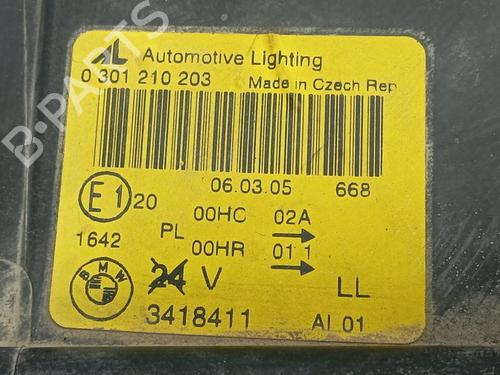 AL Automotive Lighting
0 301 210 203 Made in Czech Rep
06.03.05 668
E1 20 00HC 02A
PL
1642 00HR 01 1
BMW 24 V LL
3418411 AI 01
B-PARTS